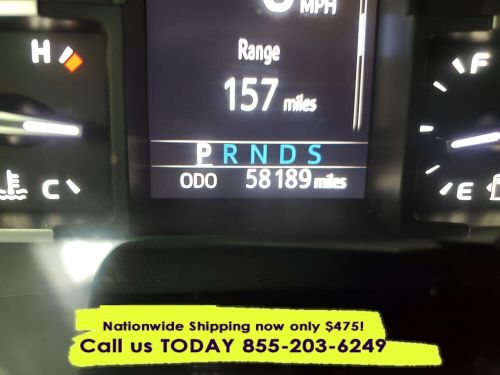 MPH
Range
157 miles
H
F
P R N D S
C
ODO 58189 miles
E
Nationwide Shipping now only $475!
Call us TODAY 855-203-6249